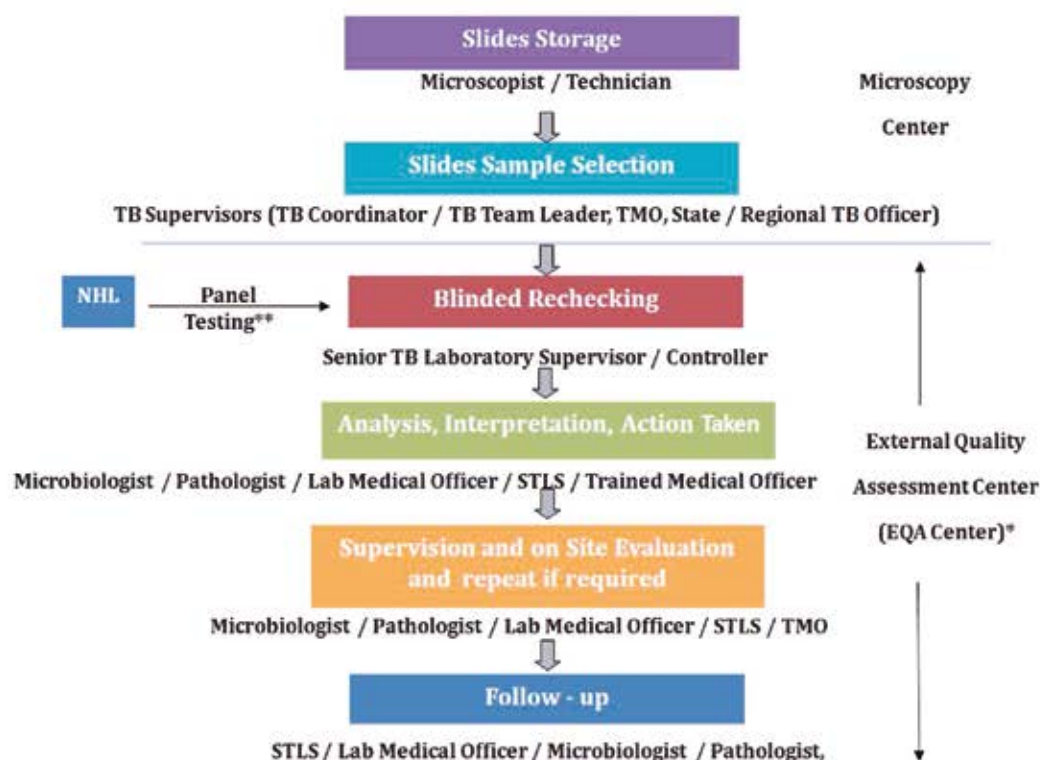 Slides Storage
Microscopist / Technician
Microscopy
Center
Slides Sample Selection
TB Supervisors (TB Coordinator / TB Team Leader, TMO, State / Regional TB Officer)
NHL
Panel
Testing**
Blinded Rechecking
Senior TB Laboratory Supervisor / Controller
Analysis, Interpretation, Action Taken
Microbiologist / Pathologist / Lab Medical Officer / STLS / Trained Medical Officer
External Quality
Assessment Center
(EQA Center)*
Supervision and on Site Evaluation
and repeat if required
Microbiologist / Pathologist / Lab Medical Officer / STLS / TMO
Follow - up
STLS / Lab Medical Officer / Microbiologist / Pathologist,